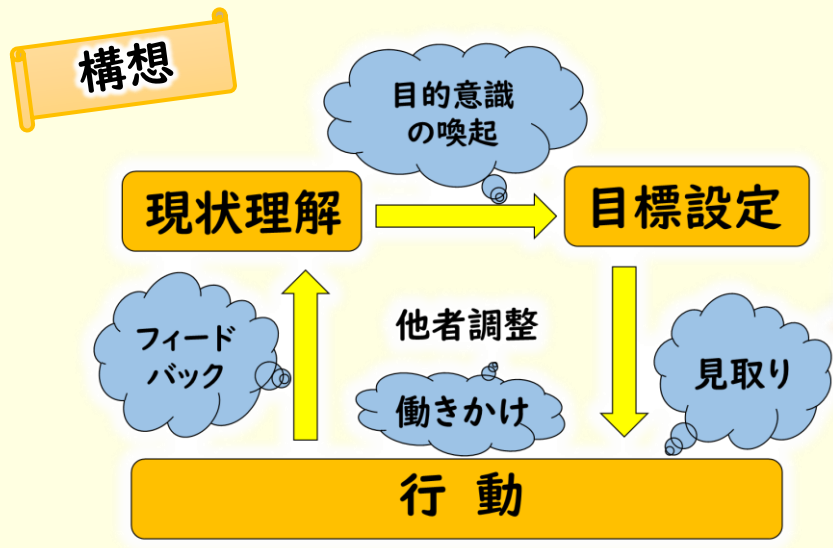 構想
目的意識
の喚起
現状理解
目標設定
フィード
バック
他者調整
働きかけ
見取り
行動